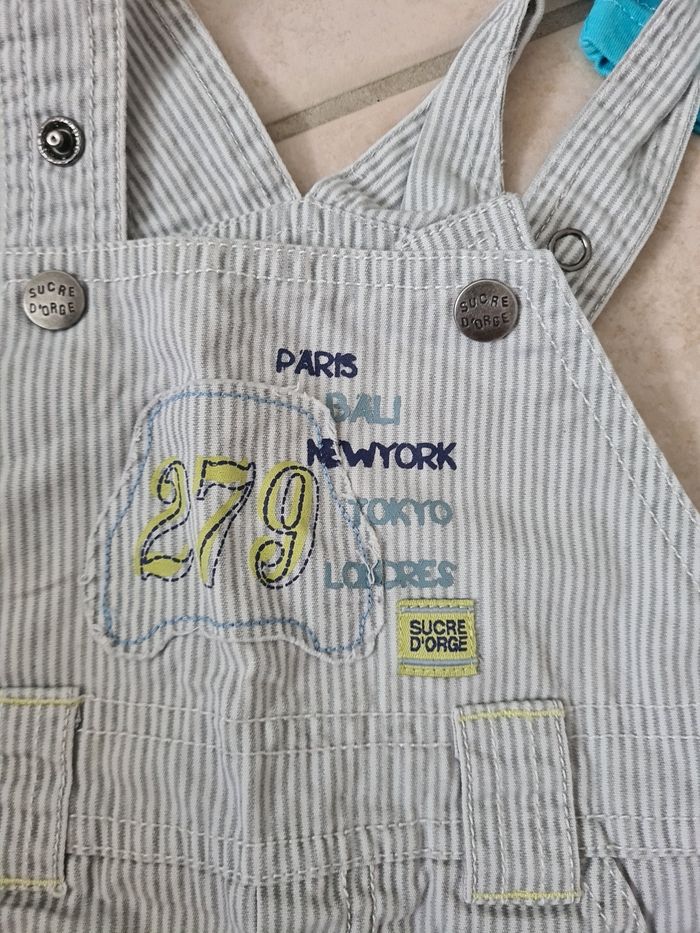 SUCRE
D'ORGE
SUCRE
D'ORGE
PARIS
BALI
NEWYORK
TOKYO
LONDRES
279
SUCRE
D'ORGE